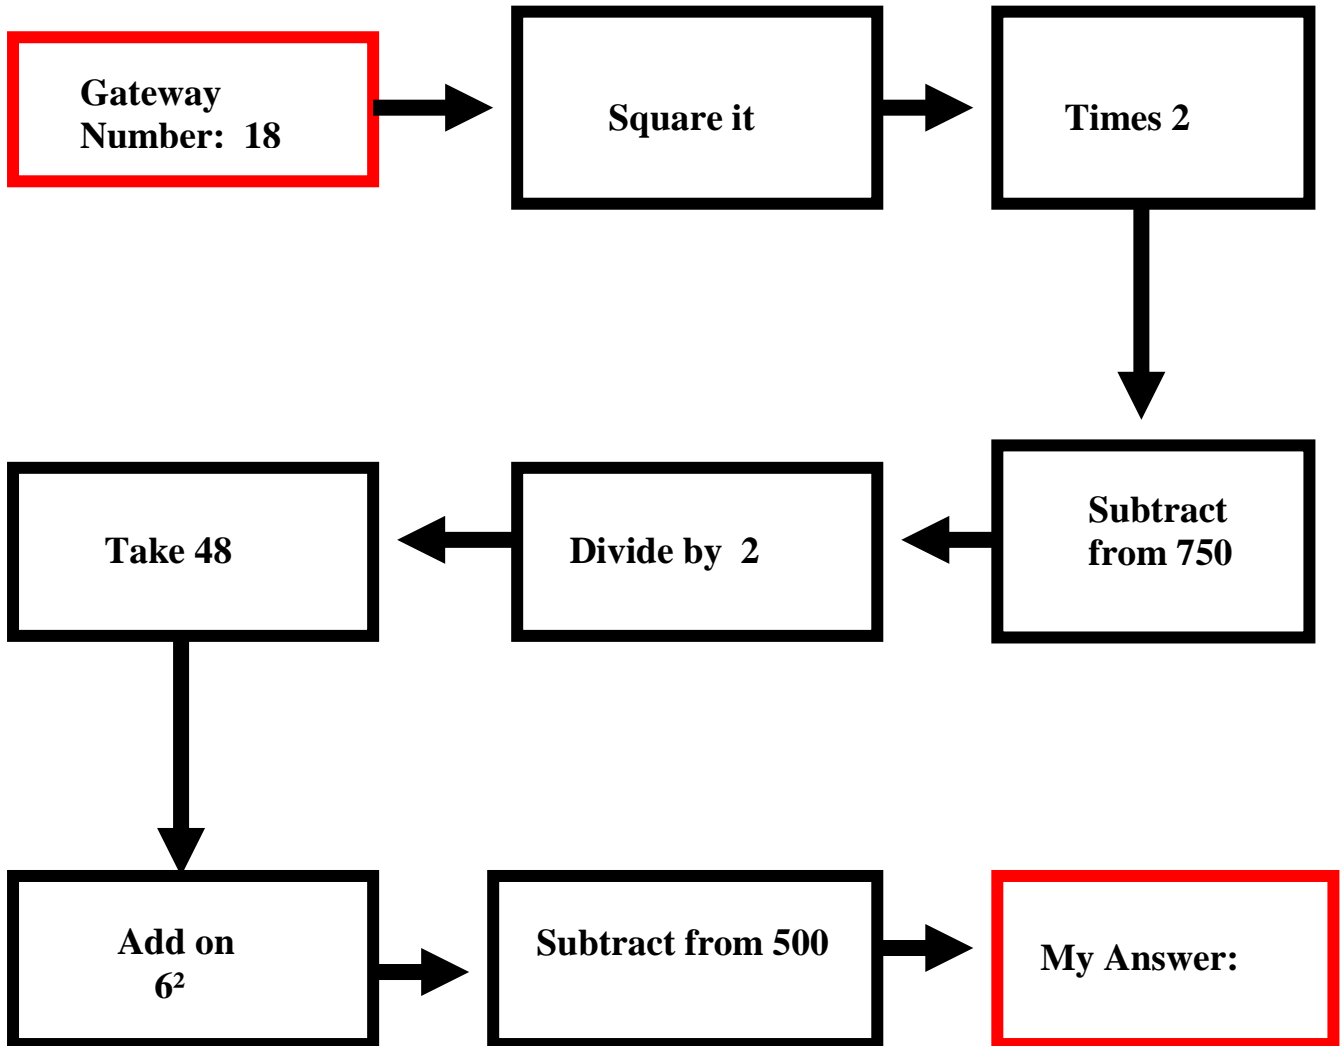 Gateway
Number:  18
Square it
Times 2
Subtract
from 750
Divide by  2
Take 48
Add on
6²
Subtract from 500
My Answer: